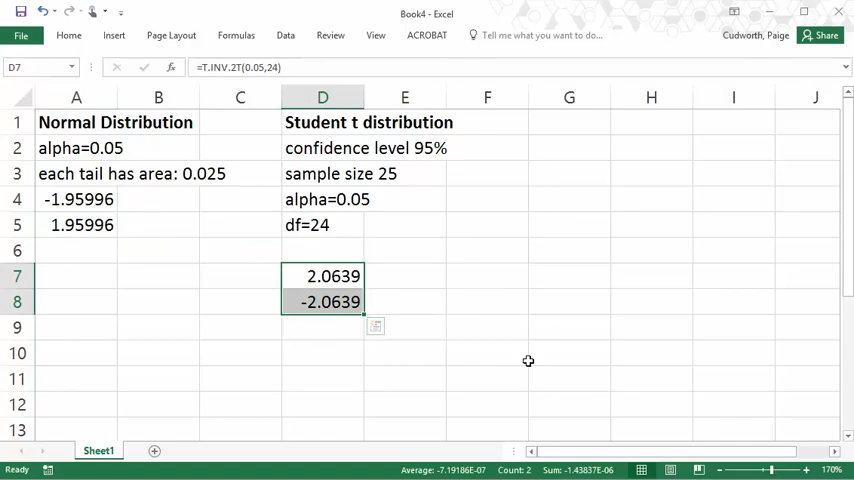 Book4 - Excel
Cudworth, Paige
Share
File Home Insert Page Layout Formulas Data Review View ACROBAT Tell me what you want to do...
D7 fx =T.INV.2T(0.05,24)
A B C D E F G H I J
1 Normal Distribution Student t distribution
2 alpha=0.05 confidence level 95%
3 each tail has area: 0.025 sample size 25
4 -1.95996 alpha=0.05
5 1.95996 df=24
6
7 2.0639
8 -2.0639
9
10
11
12
13
Sheet1
Ready Average: -7.19186E-07 Count: 2 Sum: -1.43837E-06 170%